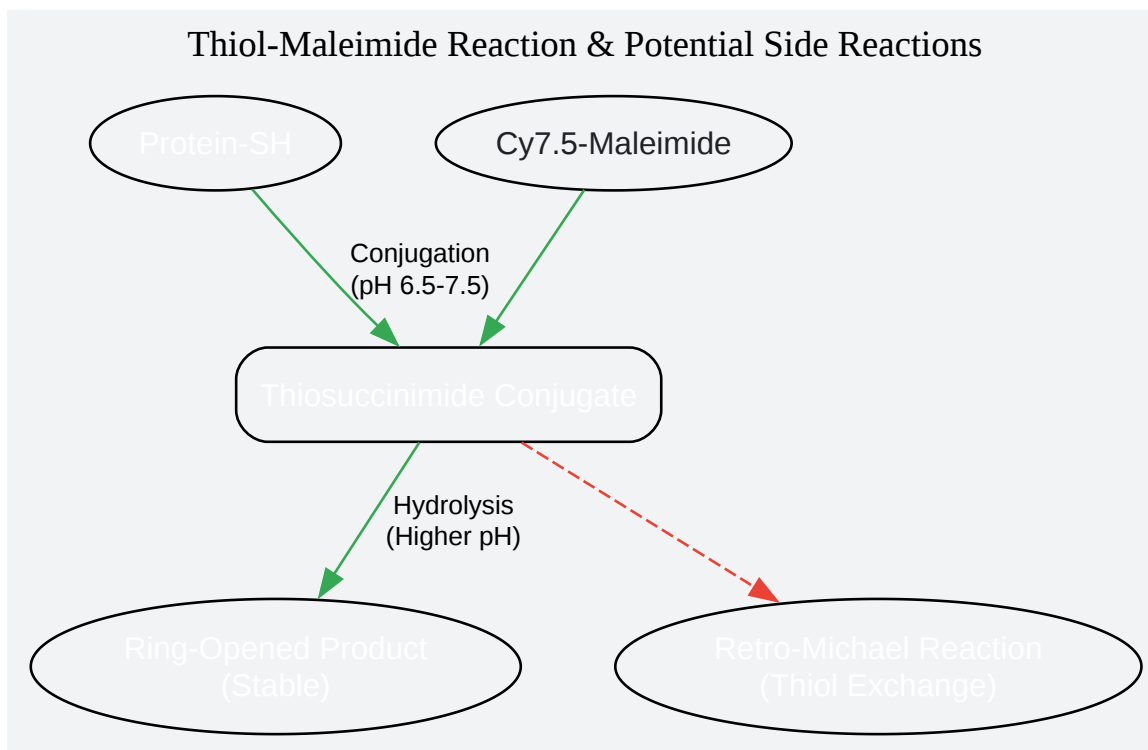 Thiol-Maleimide Reaction & Potential Side Reactions
Protein-SH
Cy7.5-Maleimide
Conjugation
(pH 6.5-7.5)
Thiosuccinimide Conjugate
Hydrolysis
(Higher pH)
Ring-Opened Product
(Stable)
Retro-Michael Reaction
(Thiol Exchange)